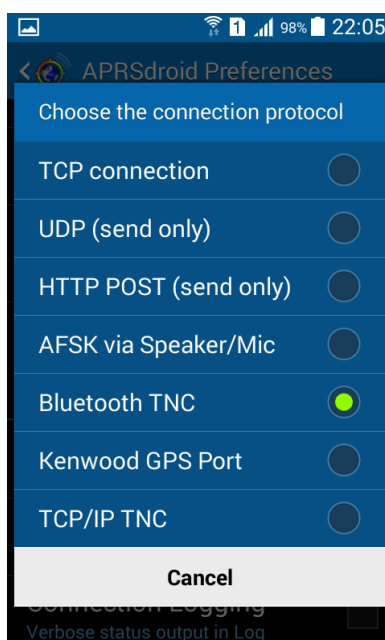 1 98% 22:05
APRSdroid Preferences
Choose the connection protocol
TCP connection
UDP (send only)
HTTP POST (send only)
AFSK via Speaker/Mic
Bluetooth TNC
Kenwood GPS Port
TCP/IP TNC
Cancel
Connection Logging
Verbose status output in Log